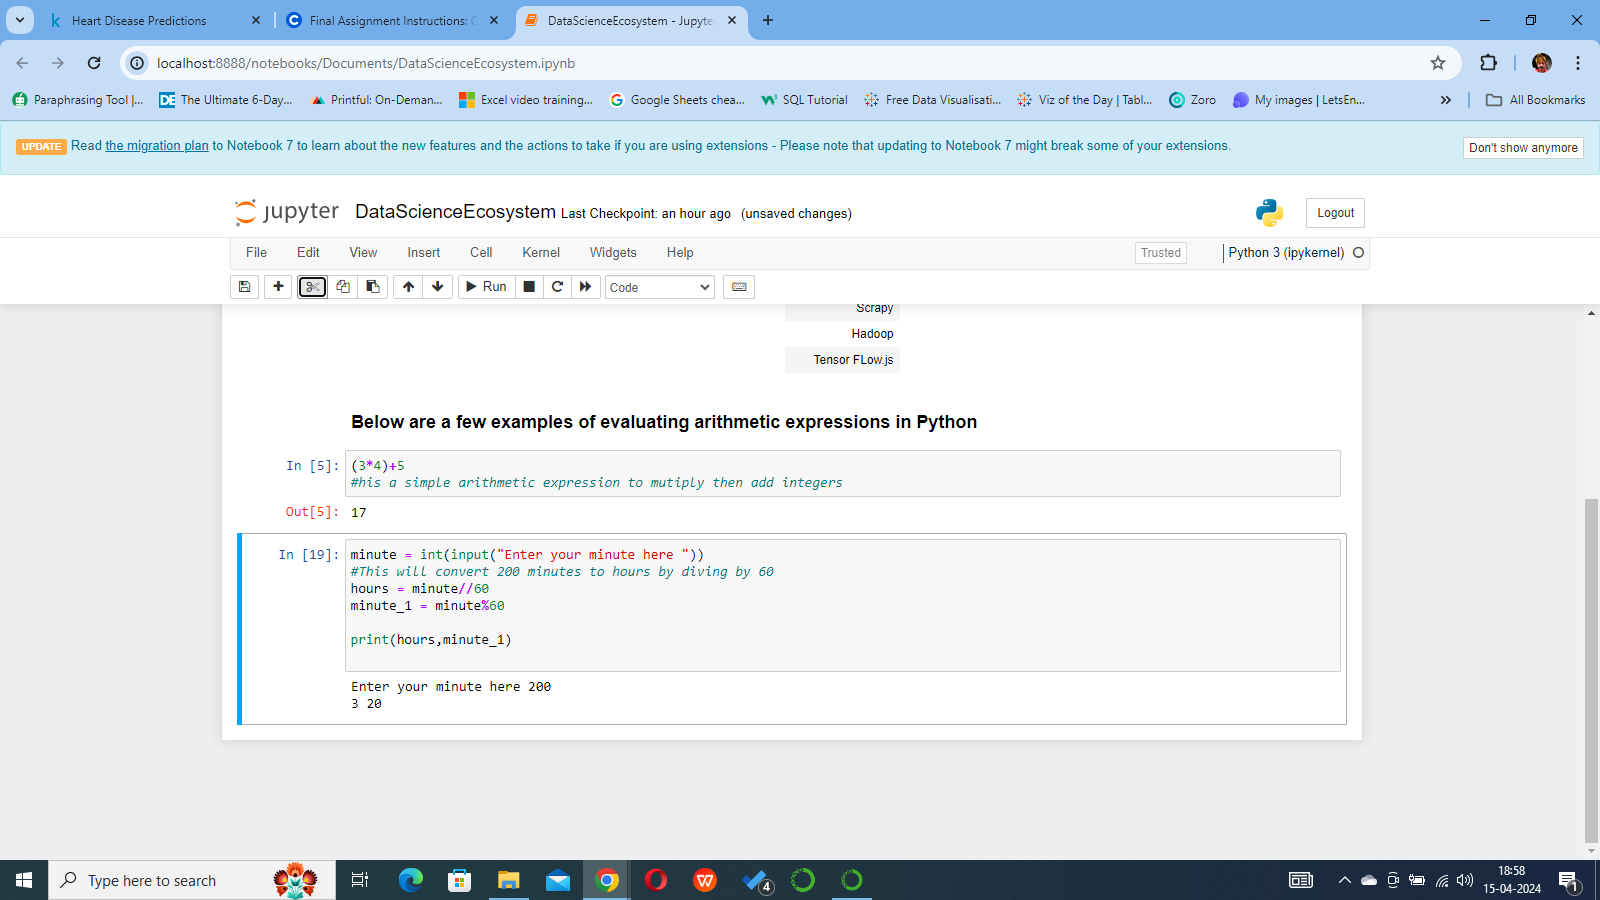 Heart Disease Predictions
Final Assignment Instructions: C
DataScienceEcosystem - Jupyte
localhost:8888/notebooks/Documents/DataScienceEcosystem.ipynb
Paraphrasing Tool |...
The Ultimate 6-Day...
Printful: On-Deman...
Excel video training...
Google Sheets chea...
SQL Tutorial
Free Data Visualisati...
Viz of the Day | Tabl...
Zoro
My images | LetsEn...
All Bookmarks
UPDATE Read the migration plan to Notebook 7 to learn about the new features and the actions to take if you are using extensions - Please note that updating to Notebook 7 might break some of your extensions.
Don't show anymore
jupyter DataScienceEcosystem Last Checkpoint: an hour ago (unsaved changes)
Logout
File Edit View Insert Cell Kernel Widgets Help
Trusted
Python 3 (ipykernel)
Run
Code
Scrapy
Hadoop
Tensor FLow.js
Below are a few examples of evaluating arithmetic expressions in Python
In [5]: (3*4)+5
#his a simple arithmetic expression to mutiply then add integers
Out[5]: 17
In [19]: minute = int(input("Enter your minute here "))
#This will convert 200 minutes to hours by diving by 60
hours = minute//60
minute_1 = minute%60
print(hours,minute_1)
Enter your minute here 200
3 20
Type here to search
4
18:58
15-04-2024
1